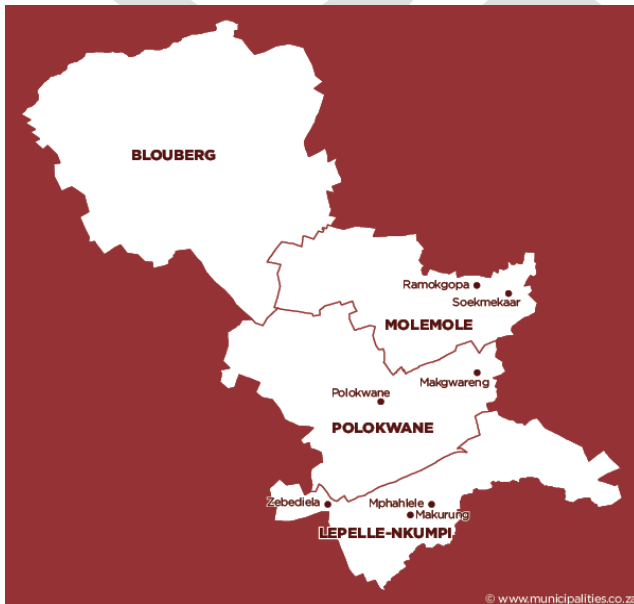 BLOUBERG
Ramokgopa
Soekmekaar
MOLEMOLE
Makgwareng
Polokwane
POLOKWANE
Zebediela
Mphahlele
Makurung
LEPELLE-NKUMPI
© www.municipalities.co.za